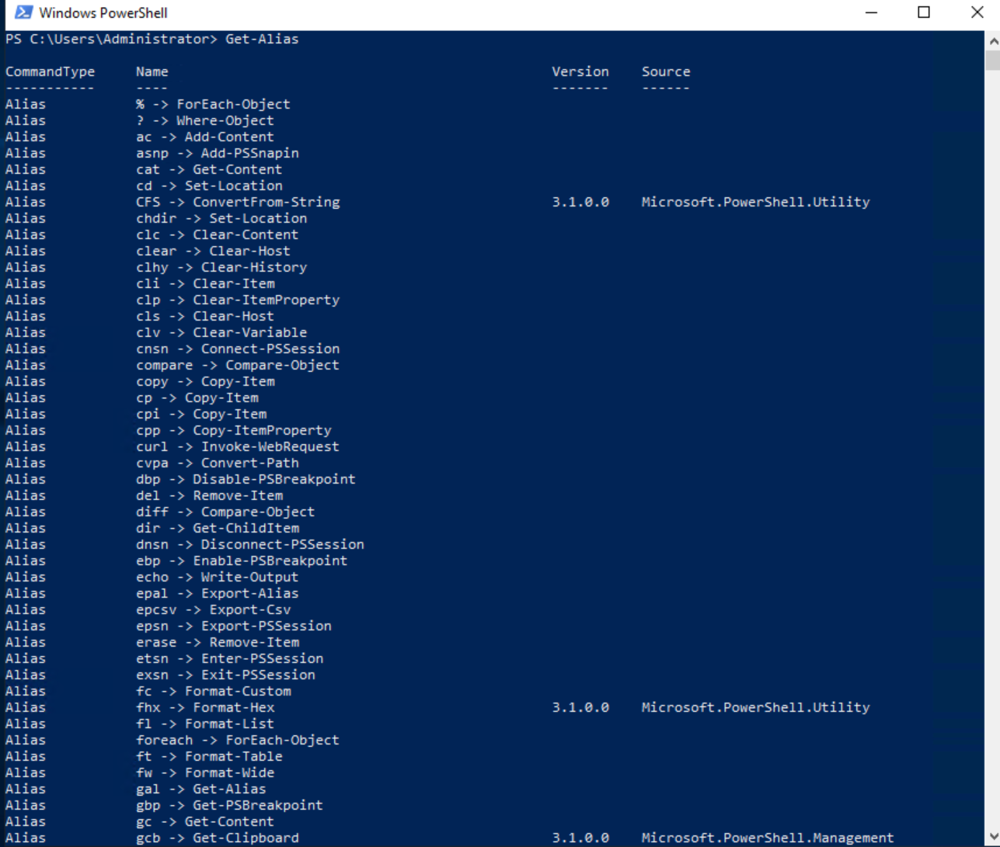 Windows PowerShell
PS C:\Users\Administrator> Get-Alias
CommandType Name Version Source
----------- ---- ------- ------
Alias % -> ForEach-Object
Alias ? -> Where-Object
Alias ac -> Add-Content
Alias asnp -> Add-PSSnapin
Alias cat -> Get-Content
Alias cd -> Set-Location
Alias CFS -> ConvertFrom-String 3.1.0.0 Microsoft.PowerShell.Utility
Alias chdir -> Set-Location
Alias clc -> Clear-Content
Alias clear -> Clear-Host
Alias clhy -> Clear-History
Alias cli -> Clear-Item
Alias clp -> Clear-ItemProperty
Alias cls -> Clear-Host
Alias clv -> Clear-Variable
Alias cnsn -> Connect-PSSession
Alias compare -> Compare-Object
Alias copy -> Copy-Item
Alias cp -> Copy-Item
Alias cpi -> Copy-Item
Alias cpp -> Copy-ItemProperty
Alias curl -> Invoke-WebRequest
Alias cvpa -> Convert-Path
Alias dbp -> Disable-PSBreakpoint
Alias del -> Remove-Item
Alias diff -> Compare-Object
Alias dir -> Get-ChildItem
Alias dnsn -> Disconnect-PSSession
Alias ebp -> Enable-PSBreakpoint
Alias echo -> Write-Output
Alias epal -> Export-Alias
Alias epcsv -> Export-Csv
Alias epsn -> Export-PSSession
Alias erase -> Remove-Item
Alias etsn -> Enter-PSSession
Alias exsn -> Exit-PSSession
Alias fc -> Format-Custom
Alias fhx -> Format-Hex 3.1.0.0 Microsoft.PowerShell.Utility
Alias fl -> Format-List
Alias foreach -> ForEach-Object
Alias ft -> Format-Table
Alias fw -> Format-Wide
Alias gal -> Get-Alias
Alias gbp -> Get-PSBreakpoint
Alias gc -> Get-Content
Alias gcb -> Get-Clipboard 3.1.0.0 Microsoft.PowerShell.Management